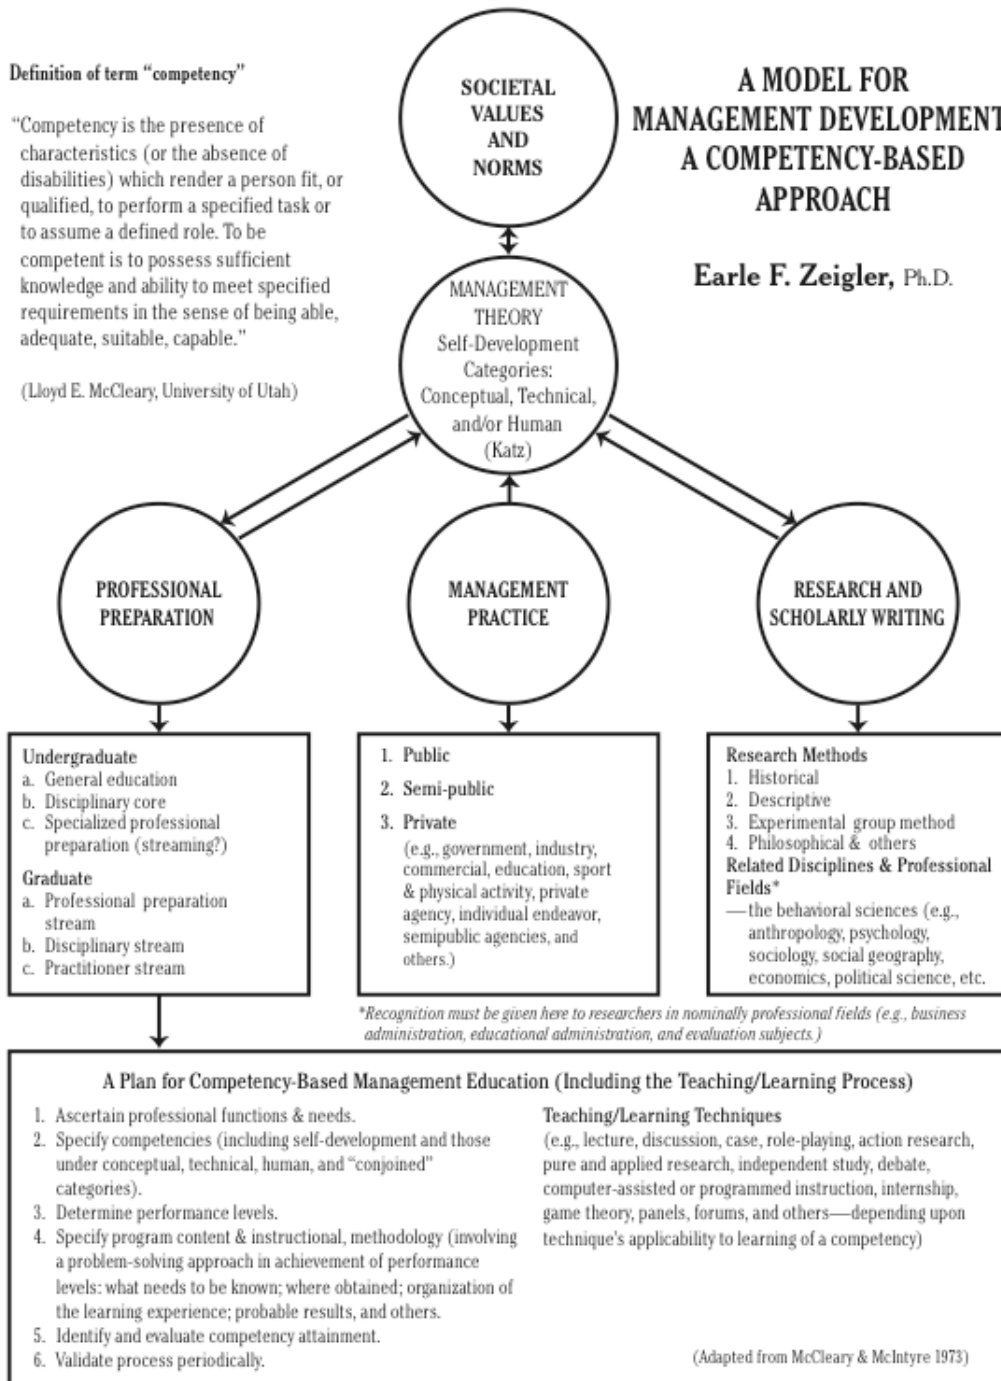 Definition of term “competency”
“Competency is the presence of
characteristics (or the absence of
disabilities) which render a person fit, or
qualified, to perform a specified task or
to assume a defined role. To be
competent is to possess sufficient
knowledge and ability to meet specified
requirements in the sense of being able,
adequate, suitable, capable.”
(Lloyd E. McCleary, University of Utah)
SOCIETAL
VALUES
AND
NORMS
A MODEL FOR
MANAGEMENT DEVELOPMENT
A COMPETENCY-BASED
APPROACH
Earle F. Zeigler, Ph.D.
MANAGEMENT
THEORY
Self-Development
Categories:
Conceptual, Technical,
and/or Human
(Katz)
PROFESSIONAL
PREPARATION
MANAGEMENT
PRACTICE
RESEARCH AND
SCHOLARLY WRITING
Undergraduate
a. General education
b. Disciplinary core
c. Specialized professional
preparation (streaming?)
Graduate
a. Professional preparation
stream
b. Disciplinary stream
c. Practitioner stream
1. Public
2. Semi-public
3. Private
(e.g., government, industry,
commercial, education, sport
& physical activity, private
agency, individual endeavor,
semipublic agencies, and
others.)
Research Methods
1. Historical
2. Descriptive
3. Experimental group method
4. Philosophical & others
Related Disciplines & Professional
Fields*
—the behavioral sciences (e.g.,
anthropology, psychology,
sociology, social geography,
economics, political science, etc.
*Recognition must be given here to researchers in nominally professional fields (e.g., business
administration, educational administration, and evaluation subjects.)
A Plan for Competency-Based Management Education (Including the Teaching/Learning Process)
1. Ascertain professional functions & needs.
2. Specify competencies (including self-development and those
under conceptual, technical, human, and “conjoined”
categories).
3. Determine performance levels.
4. Specify program content & instructional, methodology (involving
a problem-solving approach in achievement of performance
levels: what needs to be known; where obtained; organization of
the learning experience; probable results, and others.
5. Identify and evaluate competency attainment.
6. Validate process periodically.
Teaching/Learning Techniques
(e.g., lecture, discussion, case, role-playing, action research,
pure and applied research, independent study, debate,
computer-assisted or programmed instruction, internship,
game theory, panels, forums, and others—depending upon
technique's applicability to learning of a competency)
(Adapted from McCleary & McIntyre 1973)